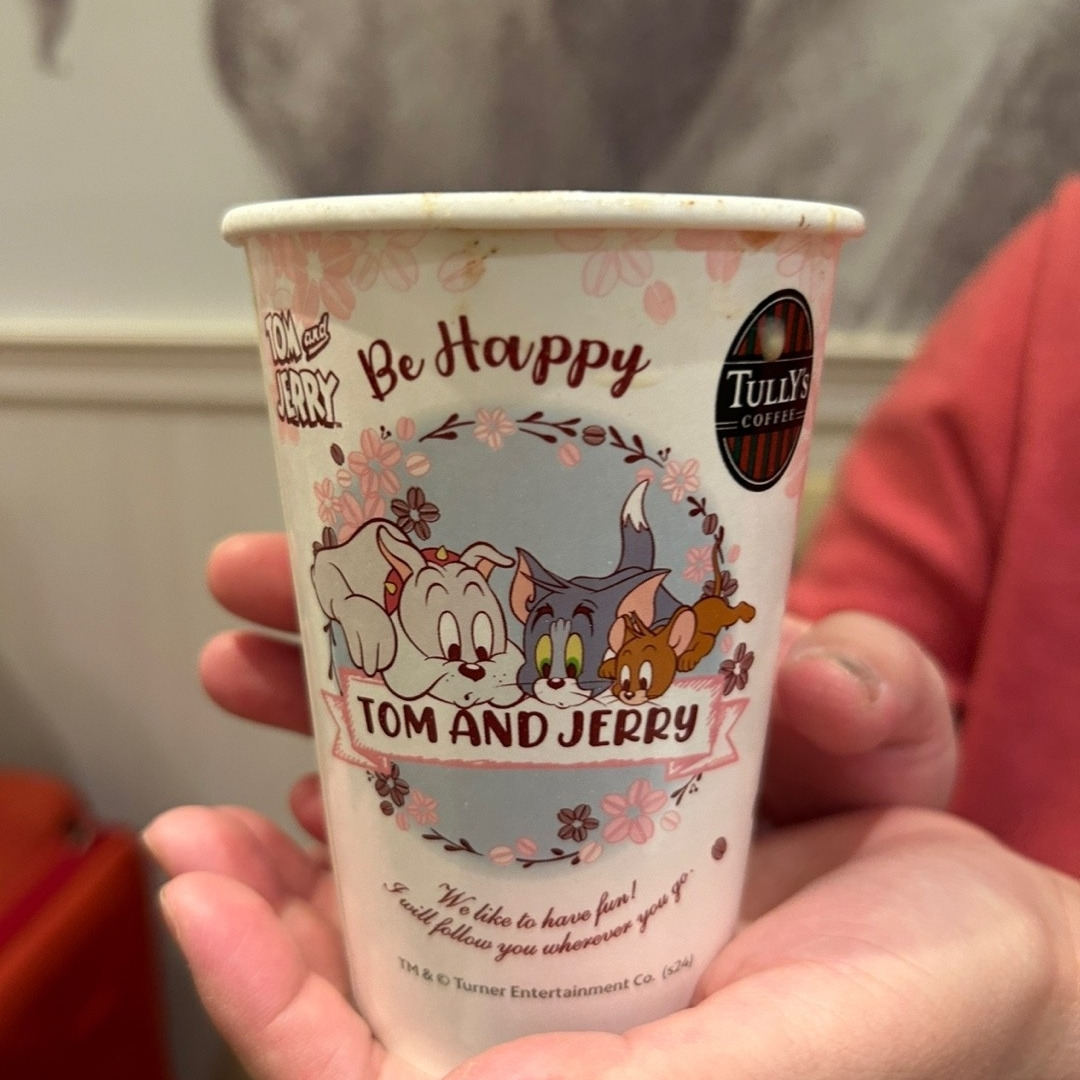 Be Happy
TOM and
JERRY™
TULLY'S
COFFEE
TOM AND JERRY
We like to have fun!
I will follow you wherever you go.
TM & © Turner Entertainment Co. (s24)